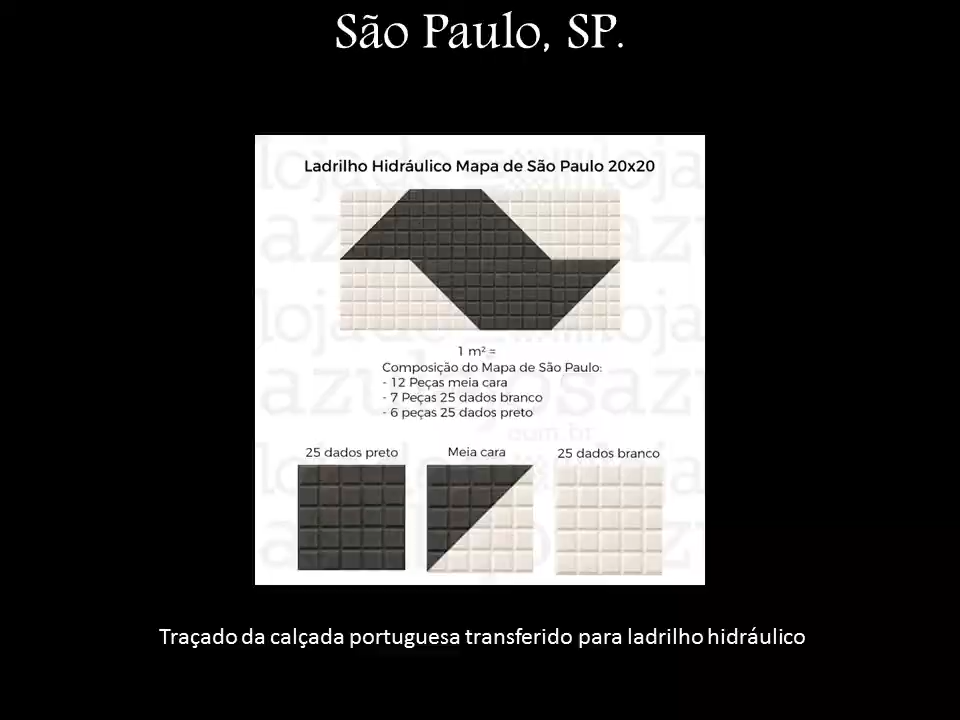 São Paulo, SP.
Ladrilho Hidráulico Mapa de São Paulo 20x20
1 m² =
Composição do Mapa de São Paulo:
- 12 Peças meia cara
- 7 Peças 25 dados branco
- 6 peças 25 dados preto
25 dados preto
Meia cara
25 dados branco
Traçado da calçada portuguesa transferido para ladrilho hidráulico